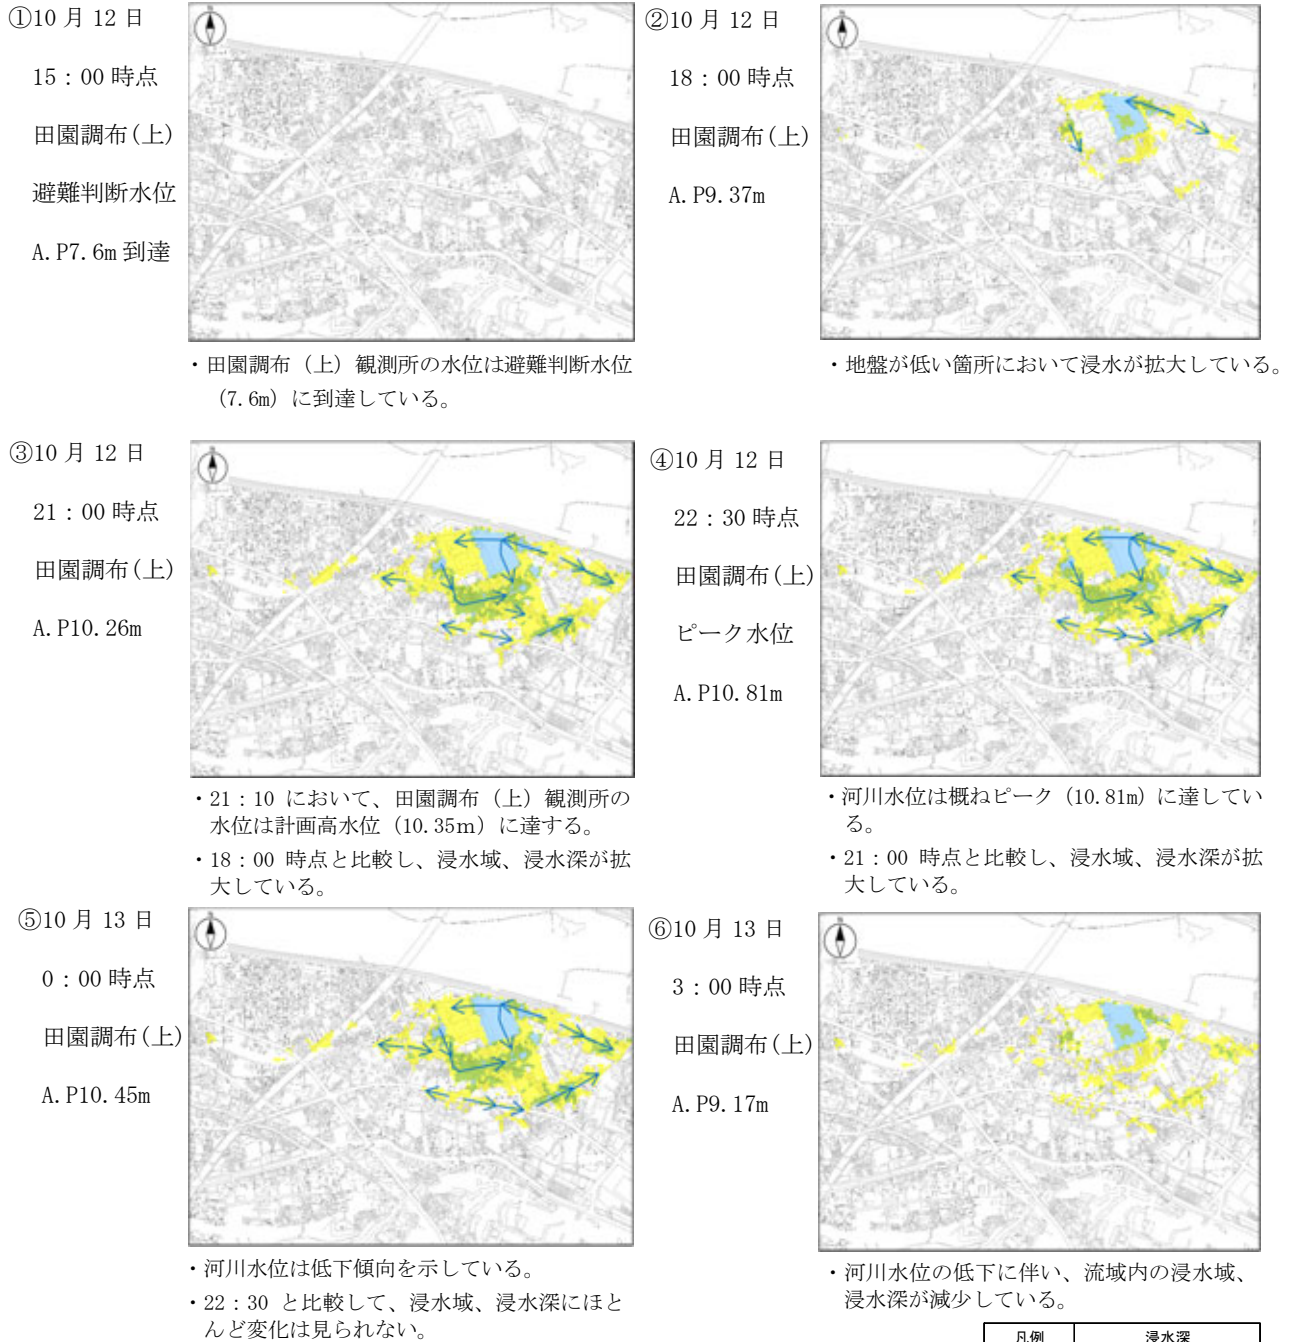 ①10 月 12 日
15：00 時点
田園調布(上)
避難判断水位
A.P7.6m 到達
・田園調布（上）観測所の水位は避難判断水位
（7.6m）に到達している。
②10 月 12 日
18：00 時点
田園調布(上)
A.P9.37m
・地盤が低い箇所において浸水が拡大している。
③10 月 12 日
21：00 時点
田園調布(上)
A.P10.26m
・21：10 において、田園調布（上）観測所の
水位は計画高水位（10.35m）に達する。
・18：00 時点と比較し、浸水域、浸水深が拡
大している。
④10 月 12 日
22：30 時点
田園調布(上)
ピーク水位
A.P10.81m
・河川水位は概ねピーク（10.81m）に達してい
る。
・21：00 時点と比較し、浸水域、浸水深が拡
大している。
⑤10 月 13 日
0：00 時点
田園調布(上)
A.P10.45m
・河川水位は低下傾向を示している。
・22：30 と比較して、浸水域、浸水深にほと
んど変化は見られない。
⑥10 月 13 日
3：00 時点
田園調布(上)
A.P9.17m
・河川水位の低下に伴い、流域内の浸水域、
浸水深が減少している。
凡例 浸水深